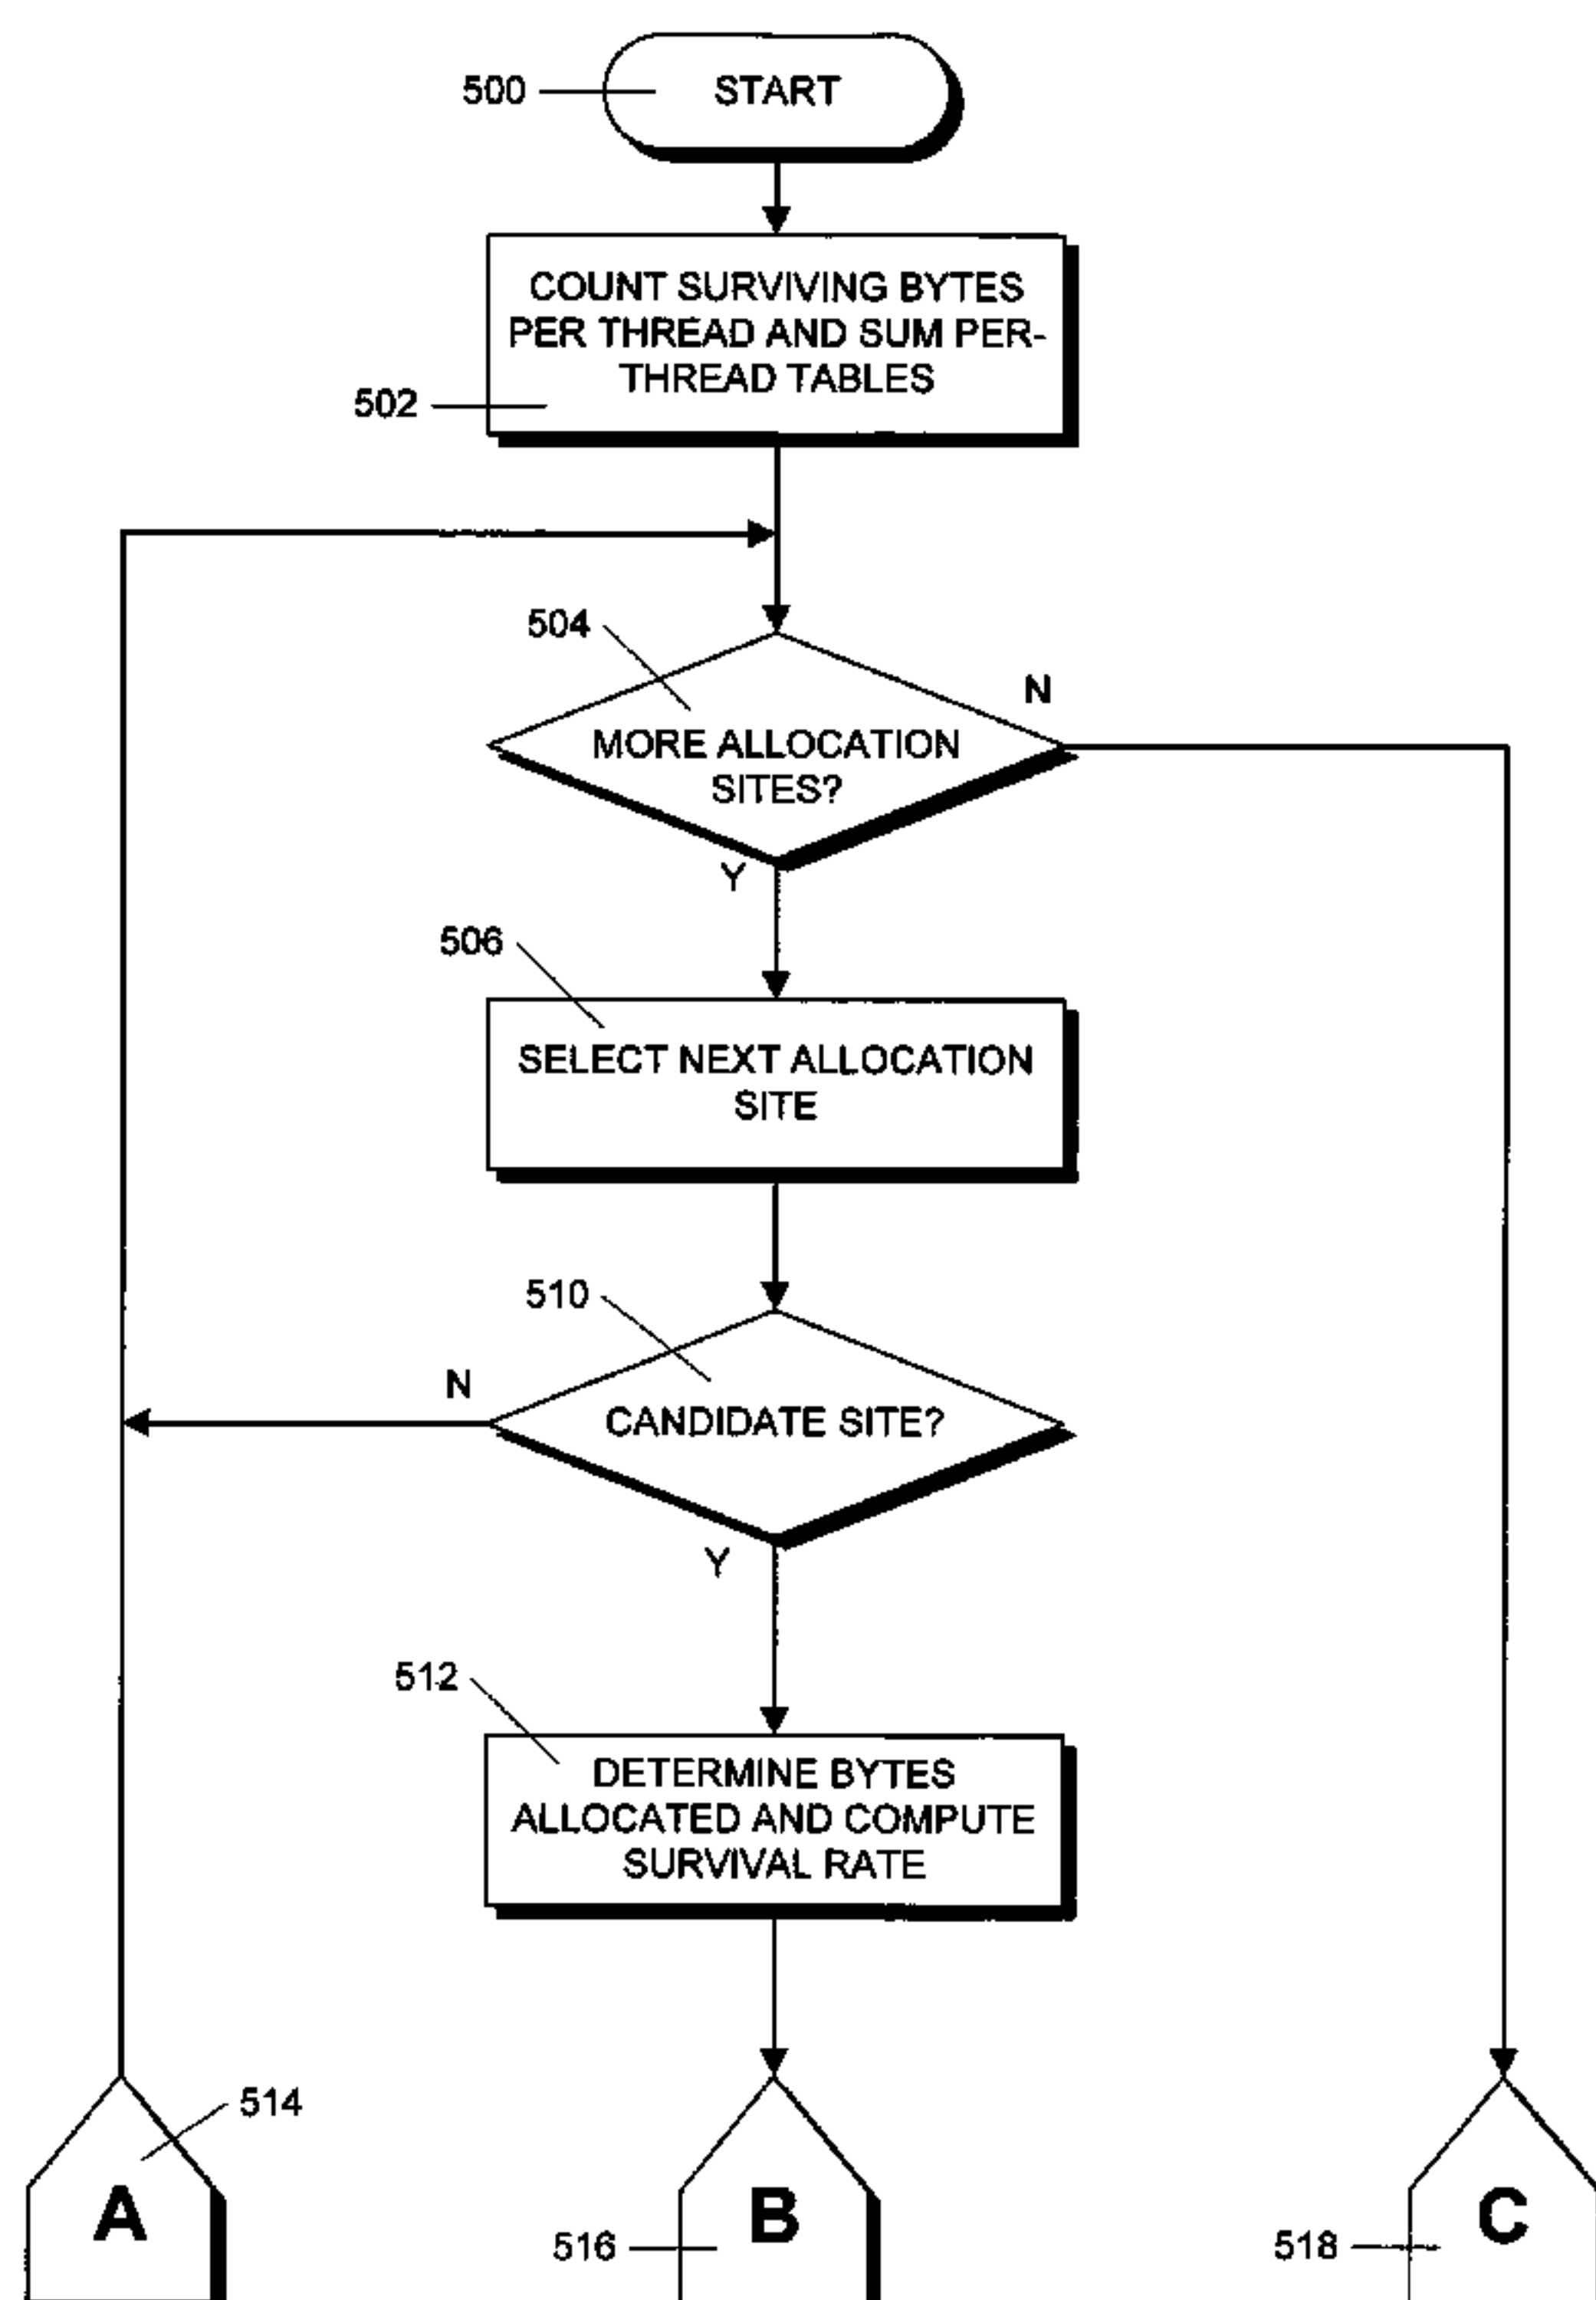 500
START
COUNT SURVIVING BYTES
PER THREAD AND SUM PER-
THREAD TABLES
502
504
N
MORE ALLOCATION
SITES?
Y
506
SELECT NEXT ALLOCATION
SITE
510
N
CANDIDATE SITE?
Y
512
DETERMINE BYTES
ALLOCATED AND COMPUTE
SURVIVAL RATE
514
A
B
C
516
518